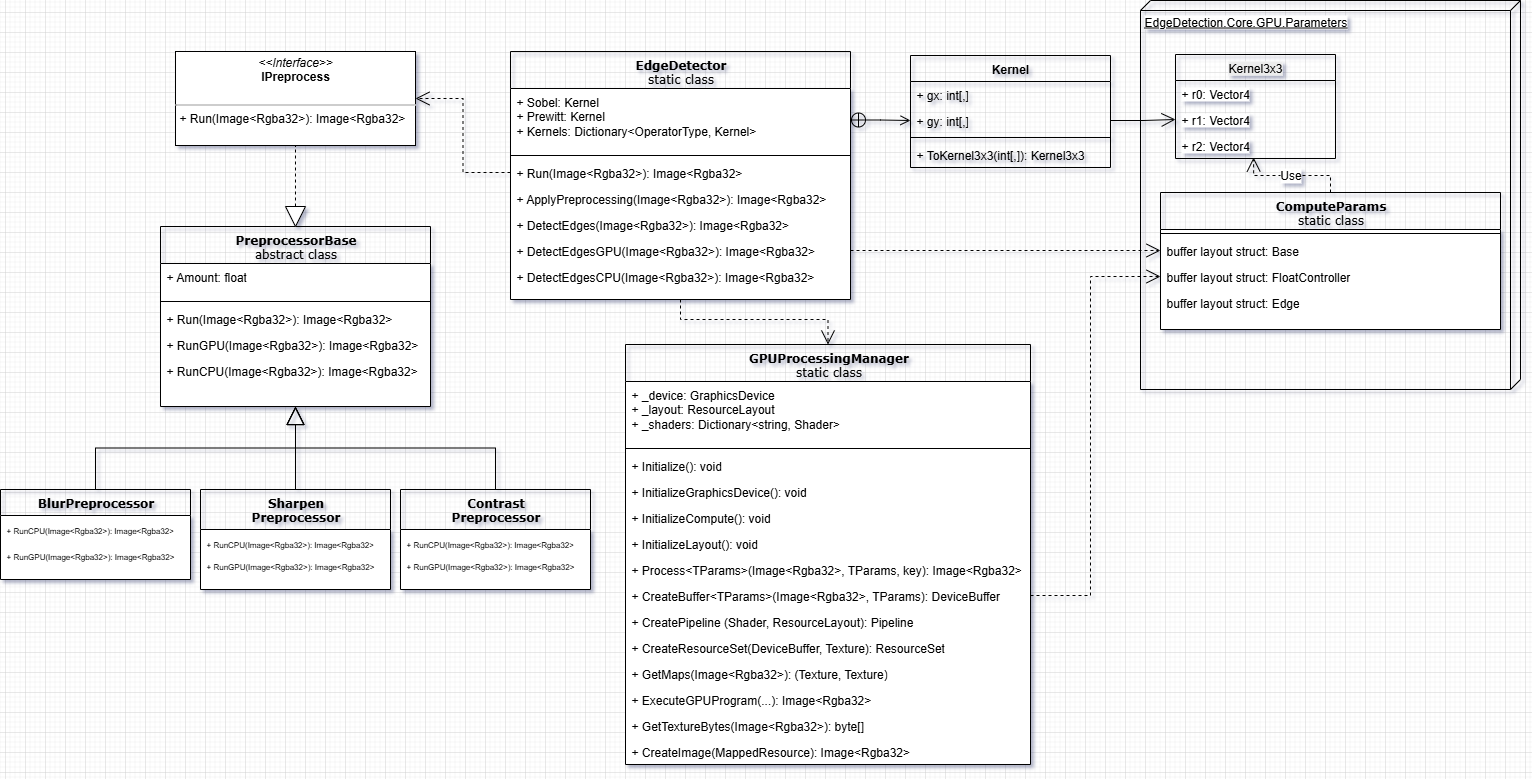 <<Interface>>
IPreprocess
+ Run(Image<Rgba32>): Image<Rgba32>
EdgeDetector
static class
+ Sobel: Kernel
+ Prewitt: Kernel
+ Kernels: Dictionary<OperatorType, Kernel>
+ Run(Image<Rgba32>): Image<Rgba32>
+ ApplyPreprocessing(Image<Rgba32>): Image<Rgba32>
+ DetectEdges(Image<Rgba32>): Image<Rgba32>
+ DetectEdgesGPU(Image<Rgba32>): Image<Rgba32>
+ DetectEdgesCPU(Image<Rgba32>): Image<Rgba32>
Kernel
+ gx: int[,]
+ gy: int[,]
+ ToKernel3x3(int[,]): Kernel3x3
EdgeDetection.Core.GPU.Parameters
Kernel3x3
+ r0: Vector4
+ r1: Vector4
+ r2: Vector4
Use
ComputeParams
static class
buffer layout struct: Base
buffer layout struct: FloatController
buffer layout struct: Edge
PreprocessorBase
abstract class
+ Amount: float
+ Run(Image<Rgba32>): Image<Rgba32>
+ RunGPU(Image<Rgba32>): Image<Rgba32>
+ RunCPU(Image<Rgba32>): Image<Rgba32>
BlurPreprocessor
+ RunCPU(Image<Rgba32>): Image<Rgba32>
+ RunGPU(Image<Rgba32>): Image<Rgba32>
Sharpen
Preprocessor
+ RunCPU(Image<Rgba32>): Image<Rgba32>
+ RunGPU(Image<Rgba32>): Image<Rgba32>
Contrast
Preprocessor
+ RunCPU(Image<Rgba32>): Image<Rgba32>
+ RunGPU(Image<Rgba32>): Image<Rgba32>
GPUProcessingManager
static class
+ _device: GraphicsDevice
+ _layout: ResourceLayout
+ _shaders: Dictionary<string, Shader>
+ Initialize(): void
+ InitializeGraphicsDevice(): void
+ InitializeCompute(): void
+ InitializeLayout(): void
+ Process<TParams>(Image<Rgba32>, TParams, key): Image<Rgba32>
+ CreateBuffer<TParams>(Image<Rgba32>, TParams): DeviceBuffer
+ CreatePipeline (Shader, ResourceLayout): Pipeline
+ CreateResourceSet(DeviceBuffer, Texture): ResourceSet
+ GetMaps(Image<Rgba32>): (Texture, Texture)
+ ExecuteGPUProgram(...): Image<Rgba32>
+ GetTextureBytes(Image<Rgba32>): byte[]
+ CreateImage(MappedResource): Image<Rgba32>